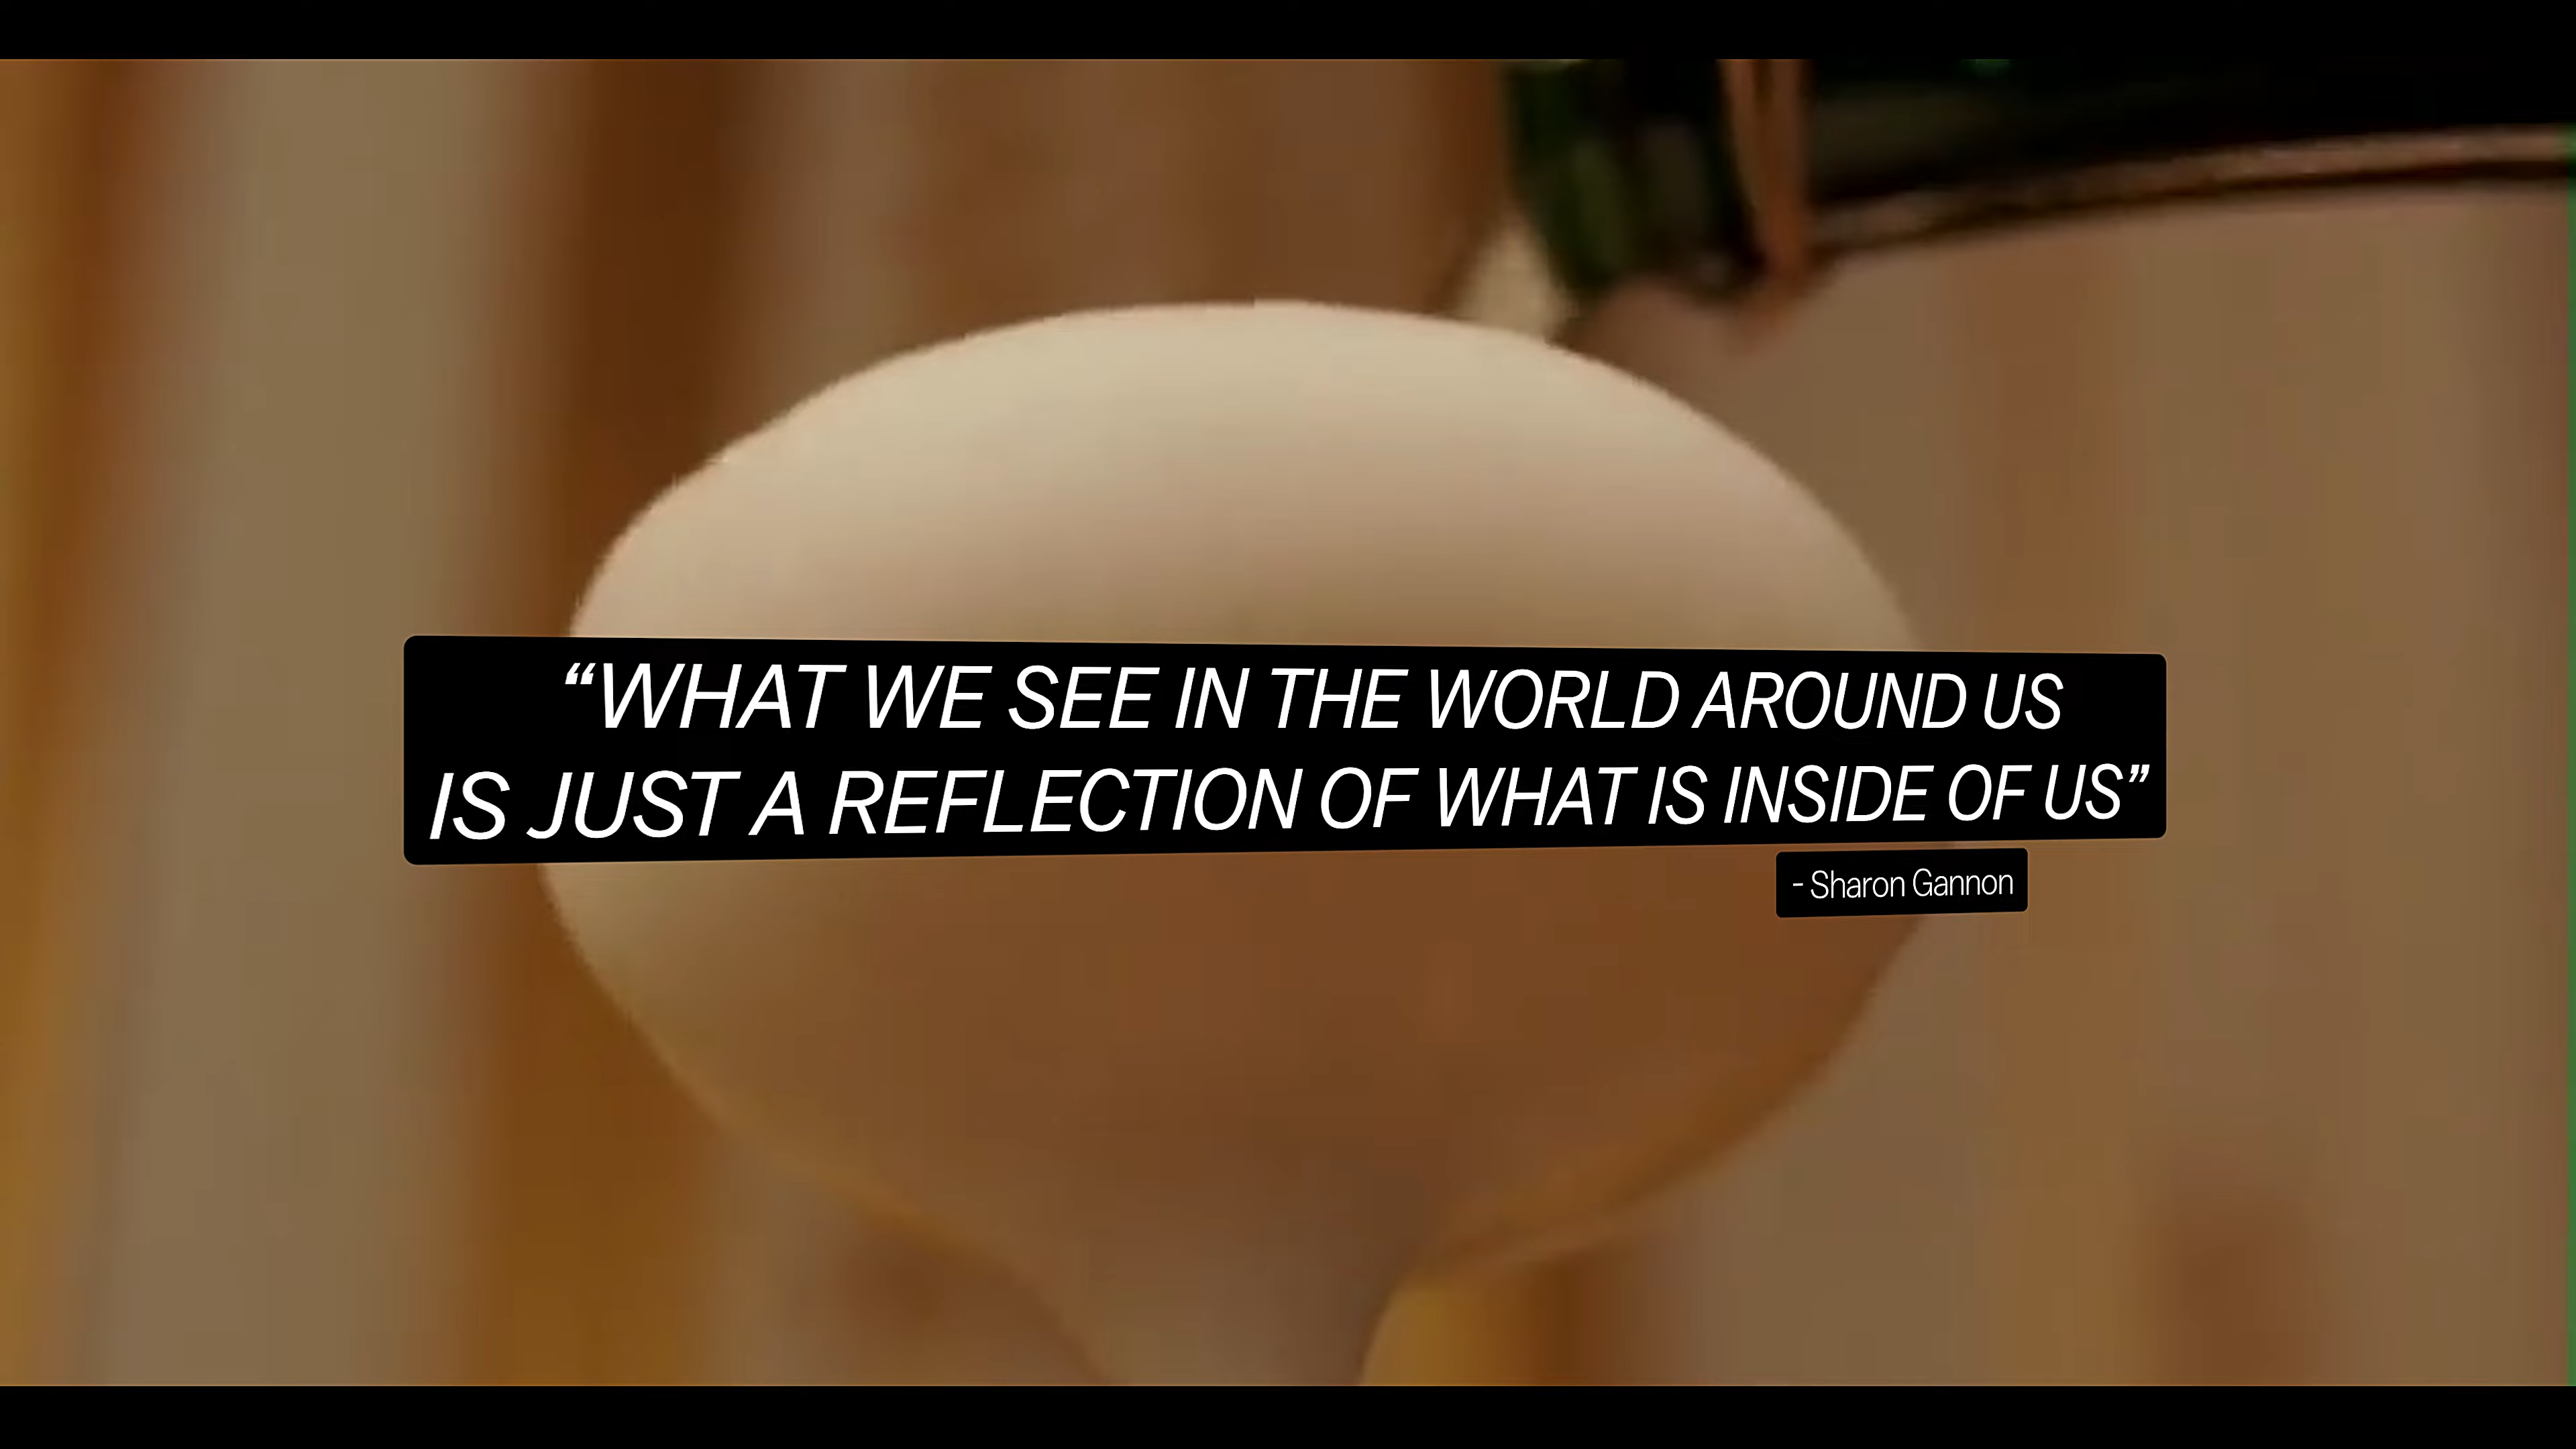 “WHAT WE SEE IN THE WORLD AROUND US
IS JUST A REFLECTION OF WHAT IS INSIDE OF US”
- Sharon Gannon